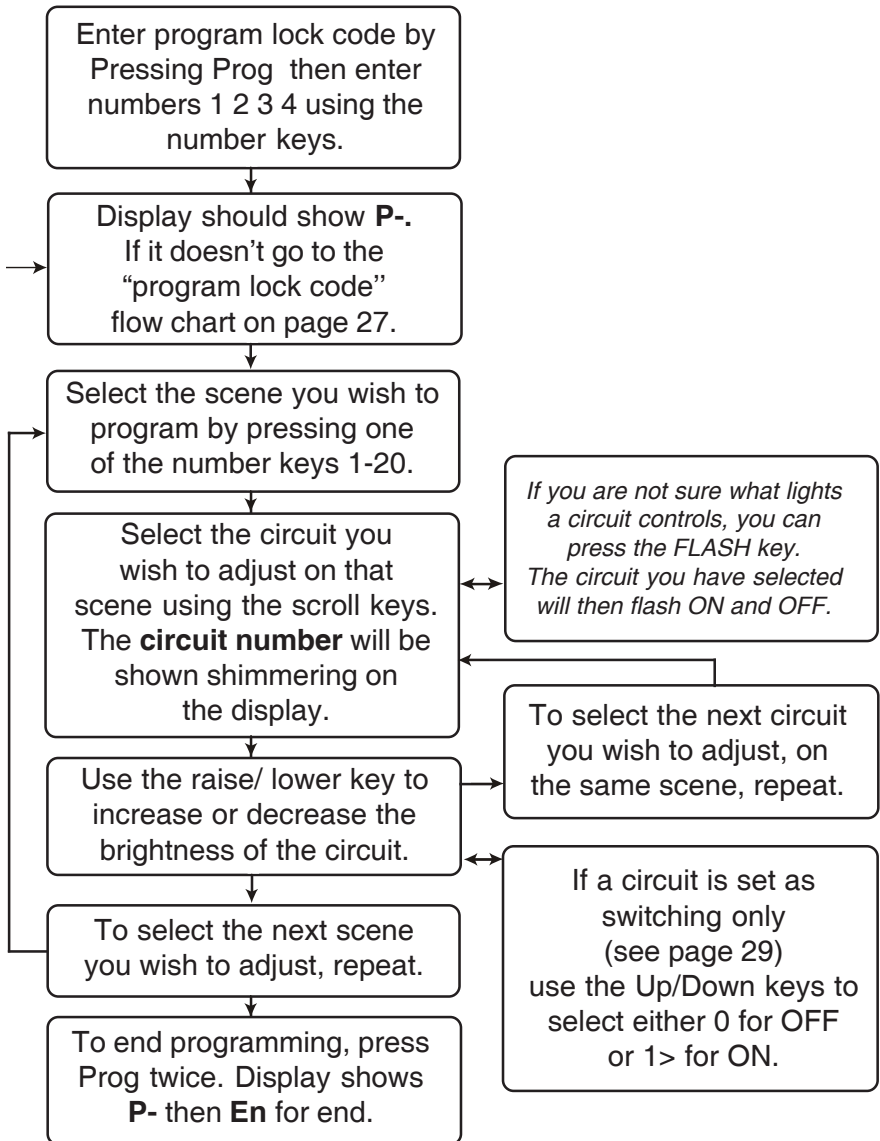 Enter program lock code by
Pressing Prog then enter
numbers 1 2 3 4 using the
number keys.
Display should show P-.
If it doesn't go to the
“program lock code’’
flow chart on page 27.
Select the scene you wish to
program by pressing one
of the number keys 1-20.
Select the circuit you
wish to adjust on that
scene using the scroll keys.
The circuit number will be
shown shimmering on
the display.
If you are not sure what lights
a circuit controls, you can
press the FLASH key.
The circuit you have selected
will then flash ON and OFF.
Use the raise/ lower key to
increase or decrease the
brightness of the circuit.
To select the next circuit
you wish to adjust, on
the same scene, repeat.
If a circuit is set as
switching only
(see page 29)
use the Up/Down keys to
select either 0 for OFF
or 1> for ON.
To select the next scene
you wish to adjust, repeat.
To end programming, press
Prog twice. Display shows
P- then En for end.